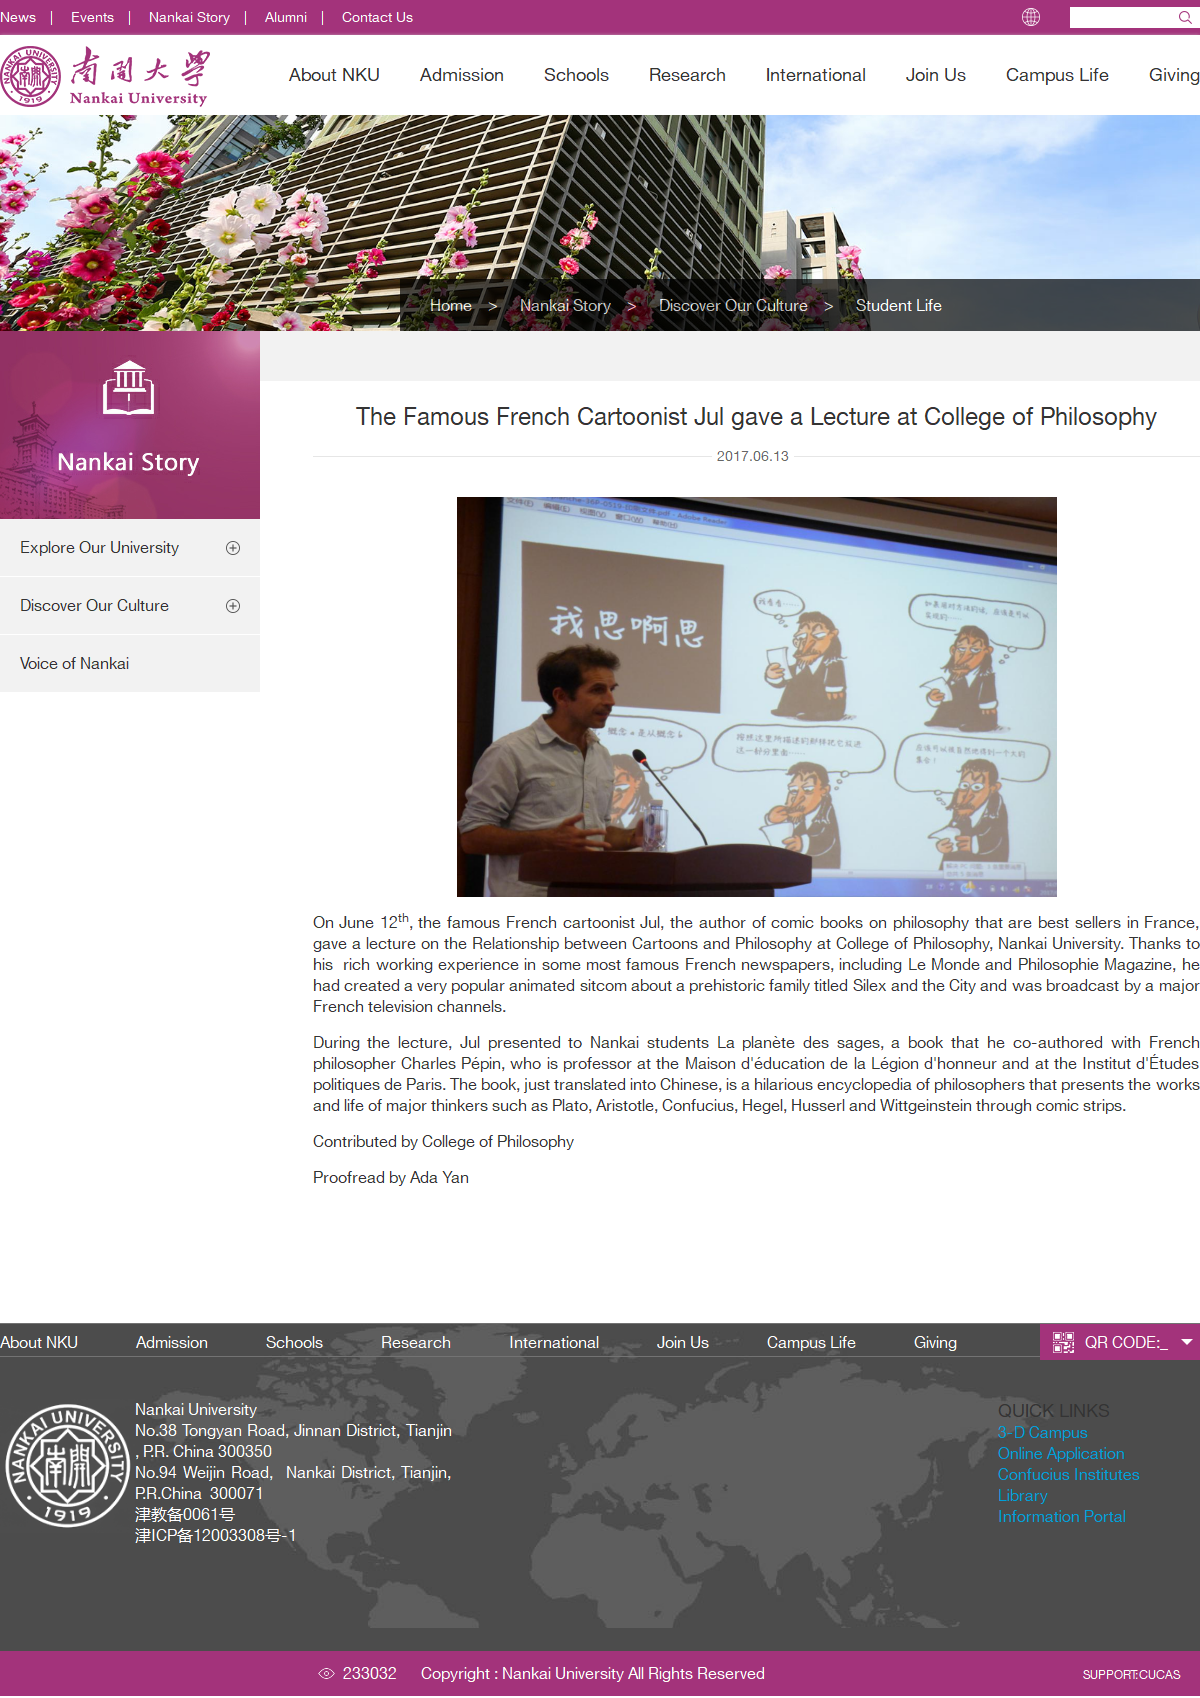 News | Events | Nankai Story | Alumni | Contact Us
NANKAI UNIVERSITY
1919
南開大學
Nankai University
About NKU Admission Schools Research International Join Us Campus Life Giving
Home > Nankai Story > Discover Our Culture > Student Life
Nankai Story
Explore Our University
Discover Our Culture
Voice of Nankai
The Famous French Cartoonist Jul gave a Lecture at College of Philosophy
2017.06.13
我思啊思
On June 12th, the famous French cartoonist Jul, the author of comic books on philosophy that are best sellers in France,
gave a lecture on the Relationship between Cartoons and Philosophy at College of Philosophy, Nankai University. Thanks to
his rich working experience in some most famous French newspapers, including Le Monde and Philosophie Magazine, he
had created a very popular animated sitcom about a prehistoric family titled Silex and the City and was broadcast by a major
French television channels.
During the lecture, Jul presented to Nankai students La planète des sages, a book that he co-authored with French
philosopher Charles Pépin, who is professor at the Maison d'éducation de la Légion d'honneur and at the Institut d'Études
politiques de Paris. The book, just translated into Chinese, is a hilarious encyclopedia of philosophers that presents the works
and life of major thinkers such as Plato, Aristotle, Confucius, Hegel, Husserl and Wittgeinstein through comic strips.
Contributed by College of Philosophy
Proofread by Ada Yan
About NKU Admission Schools Research International Join Us Campus Life Giving QR CODE:_
NANKAI UNIVERSITY
1919
Nankai University
No.38 Tongyan Road, Jinnan District, Tianjin
, P.R. China 300350
No.94 Weijin Road, Nankai District, Tianjin,
P.R.China 300071
津教备0061号
津ICP备12003308号-1
QUICK LINKS
3-D Campus
Online Application
Confucius Institutes
Library
Information Portal
233032 Copyright : Nankai University All Rights Reserved SUPPORT:CUCAS